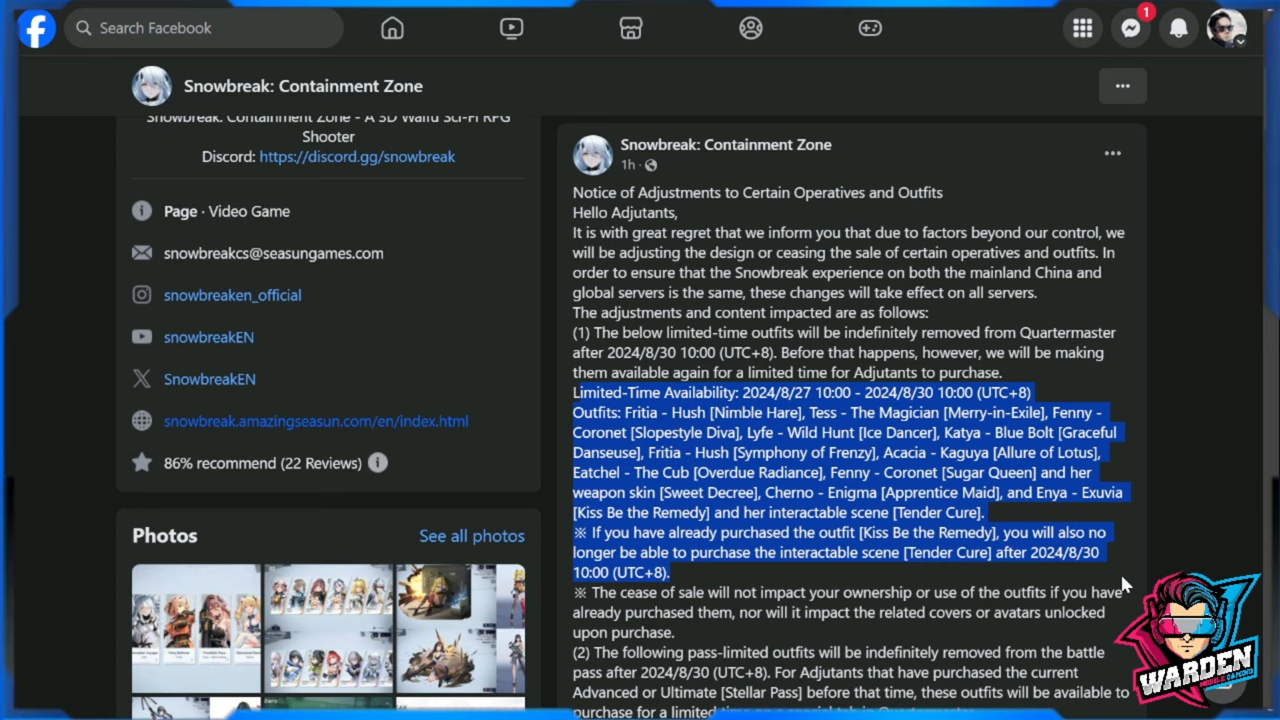 Search Facebook
1
Snowbreak: Containment Zone
Snowbreak: Containment Zone - A 3D Waifu Sci-Fi RPG
Shooter
Discord: https://discord.gg/snowbreak
Page · Video Game
snowbreakcs@seasungames.com
snowbreaken_official
snowbreakEN
SnowbreakEN
snowbreak.amazingseasun.com/en/index.html
86% recommend (22 Reviews)
Photos
See all photos
Snowbreak: Containment Zone
1h ·
Notice of Adjustments to Certain Operatives and Outfits
Hello Adjutants,
It is with great regret that we inform you that due to factors beyond our control, we
will be adjusting the design or ceasing the sale of certain operatives and outfits. In
order to ensure that the Snowbreak experience on both the mainland China and
global servers is the same, these changes will take effect on all servers.
The adjustments and content impacted are as follows:
(1) The below limited-time outfits will be indefinitely removed from Quartermaster
after 2024/8/30 10:00 (UTC+8). Before that happens, however, we will be making
them available again for a limited time for Adjutants to purchase.
Limited-Time Availability: 2024/8/27 10:00 - 2024/8/30 10:00 (UTC+8)
Outfits: Fritia - Hush [Nimble Hare], Tess - The Magician [Merry-in-Exile], Fenny -
Coronet [Slopestyle Diva], Lyfe - Wild Hunt [Ice Dancer], Katya - Blue Bolt [Graceful
Danseuse], Fritia - Hush [Symphony of Frenzy], Acacia - Kaguya [Allure of Lotus],
Eatchel - The Cub [Overdue Radiance], Fenny - Coronet [Sugar Queen] and her
weapon skin [Sweet Decree], Cherno - Enigma [Apprentice Maid], and Enya - Exuvia
[Kiss Be the Remedy] and her interactable scene [Tender Cure].
※ If you have already purchased the outfit [Kiss Be the Remedy], you will also no
longer be able to purchase the interactable scene [Tender Cure] after 2024/8/30
10:00 (UTC+8).
※ The cease of sale will not impact your ownership or use of the outfits if you have
already purchased them, nor will it impact the related covers or avatars unlocked
upon purchase.
(2) The following pass-limited outfits will be indefinitely removed from the battle
pass after 2024/8/30 (UTC+8). For Adjutants that have purchased the current
Advanced or Ultimate [Stellar Pass] before that time, these outfits will be available to
purchase for a limited time on a special tab in Quartermaster.
WARDEN
MOBILE GAMING